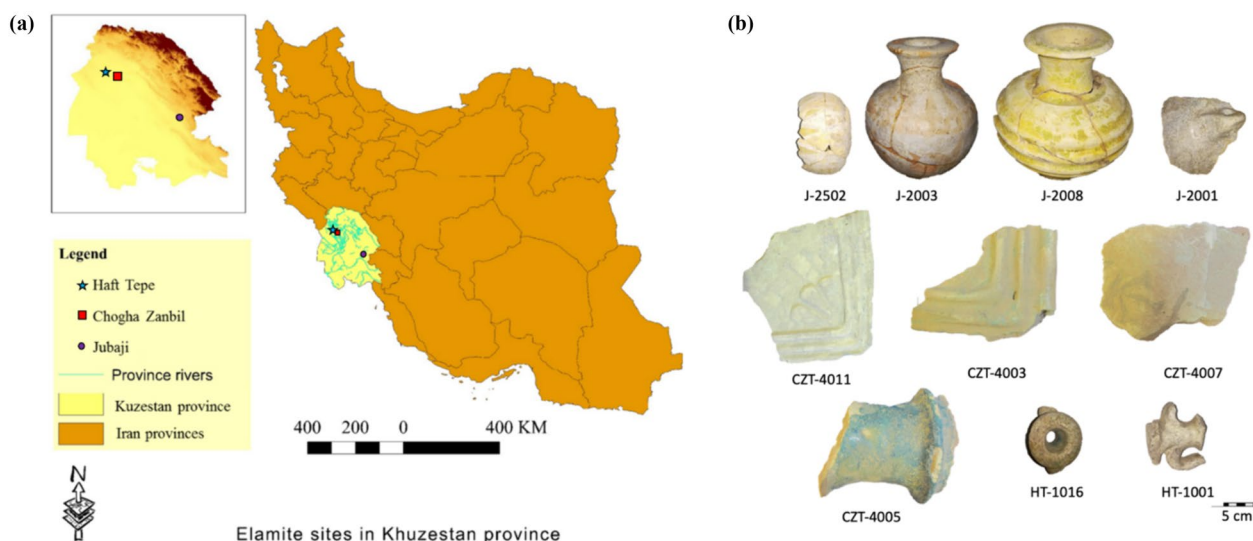 (a)
Legend
Haft Tepe
Chogha Zanbil
Jubaji
Province rivers
Kuzestan province
Iran provinces
N
400 200 0 400 KM
Elamite sites in Khuzestan province
(b)
J-2502 J-2003 J-2008 J-2001
CZT-4011 CZT-4003 CZT-4007
CZT-4005 HT-1016 HT-1001
5 cm